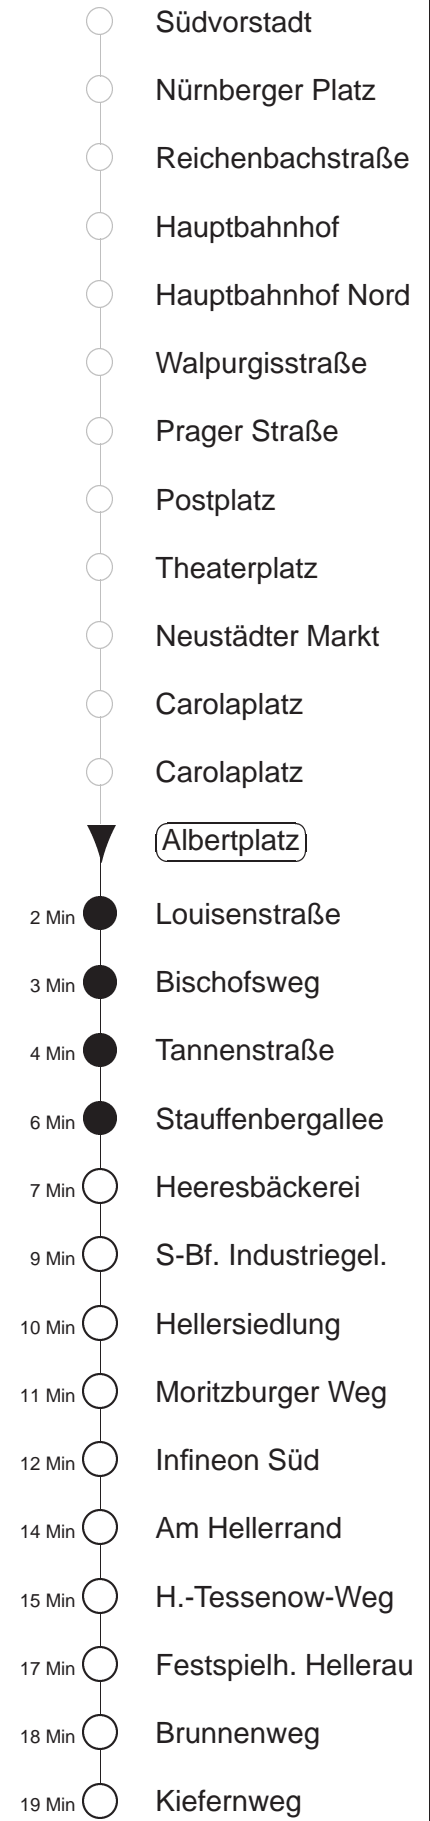 Südvorstadt
Nürnberger Platz
Reichenbachstraße
Hauptbahnhof
Hauptbahnhof Nord
Walpurgisstraße
Prager Straße
Postplatz
Theaterplatz
Neustädter Markt
Carolaplatz
Carolaplatz
Albertplatz
2 Min Louisenstraße
3 Min Bischofsweg
4 Min Tannenstraße
6 Min Stauffenbergallee
7 Min Heeresbäckerei
9 Min S-Bf. Industriegel.
10 Min Hellersiedlung
11 Min Moritzburger Weg
12 Min Infineon Süd
14 Min Am Hellerrand
15 Min H.-Tessenow-Weg
17 Min Festspielh. Hellerau
18 Min Brunnenweg
19 Min Kiefernweg